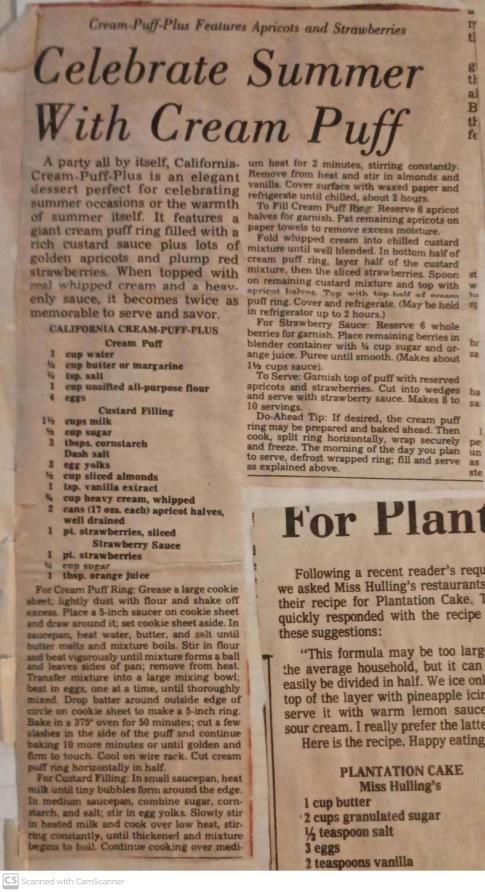 Cream-Puff-Plus Features Apricots and Strawberries
Celebrate Summer
With Cream Puff
A party all by itself, California-
Cream-Puff-Plus is an elegant
dessert perfect for celebrating
summer occasions or the warmth
of summer itself. It features a
giant cream puff ring filled with a
rich custard sauce plus lots of
golden apricots and plump red
strawberries. When topped with
real whipped cream and a heav-
enly sauce, it becomes twice as
memorable to serve and savor.
CALIFORNIA CREAM-PUFF-PLUS
Cream Puff
1 cup water
cup butter or margarine
tsp. salt
1 cup unsifted all-purpose flour
4 eggs
Custard Filling
1½ cups milk
cup sugar
3 tbsps. cornstarch
Dash salt
3 egg yolks
½ cup sliced almonds
1 tsp. vanilla extract
¾ cup heavy cream, whipped
2 cans (17 ozs. each) apricot halves,
well drained
1 pt. strawberries, sliced
Strawberry Sauce
1 pt. strawberries
cup sugar
1 tbsp. orange juice
For Cream Puff Ring: Grease a large cookie
sheet; lightly dust with flour and shake off
excess. Place a 5-inch saucer on cookie sheet
and draw around it; set cookie sheet aside. In
saucepan, heat water, butter, and salt until
butter melts and mixture boils. Stir in flour
and beat vigorously until mixture forms a ball
and leaves sides of pan; remove from heat.
Transfer mixture into a large mixing bowl;
beat in eggs, one at a time, until thoroughly
mixed. Drop batter around outside edge of
circle on cookie sheet to make a 5-inch ring.
Bake in a 375° oven for 50 minutes; cut a few
slashes in the side of the puff and continue
baking 10 more minutes or until golden and
firm to touch. Cool on wire rack. Cut cream
puff ring horizontally in half.
For Custard Filling: In small saucepan, heat
milk until tiny bubbles form around the edge.
In medium saucepan, combine sugar, corn-
starch, and salt; stir in egg yolks. Slowly stir
in heated milk and cook over low heat, stir-
ring constantly, until thickened and mixture
begins to boil. Continue cooking over medi-
um heat for 2 minutes, stirring constantly.
Remove from heat and stir in almonds and
vanilla. Cover surface with waxed paper and
refrigerate until chilled, about 2 hours.
To Fill Cream Puff Ring: Reserve 6 apricot
halves for garnish. Pat remaining apricots on
paper towels to remove excess moisture.
Fold whipped cream into chilled custard
mixture until well blended. In bottom half of
cream puff ring, layer half of the custard
mixture, then the sliced strawberries. Spoon
on remaining custard mixture and top with
apricot halves. Top with top half of cream
puff ring. Cover and refrigerate. (May be held
in refrigerator up to 2 hours.)
For Strawberry Sauce: Reserve 6 whole
berries for garnish. Place remaining berries in
blender container with ¼ cup sugar and or-
ange juice. Puree until smooth. (Makes about
1½ cups sauce).
To Serve: Garnish top of puff with reserved
apricots and strawberries. Cut into wedges
and serve with strawberry sauce. Makes 8 to
10 servings.
Do-Ahead Tip: If desired, the cream puff
ring may be prepared and baked ahead. Then
cook, split ring horizontally, wrap securely
and freeze. The morning of the day you plan
to serve, defrost wrapped ring; fill and serve
as explained above.
For Plant
Following a recent reader's requ
we asked Miss Hulling's restaurants
their recipe for Plantation Cake. T
quickly responded with the recipe
these suggestions:
"This formula may be too larg
the average household, but it can
easily be divided in half. We ice onl
top of the layer with pineapple icin
serve it with warm lemon sauce
sour cream. I really prefer the latte
Here is the recipe. Happy eating
PLANTATION CAKE
Miss Hulling's
1 cup butter
2 cups granulated sugar
½ teaspoon salt
3 eggs
2 teaspoons vanilla
CS Scanned with CamScanner